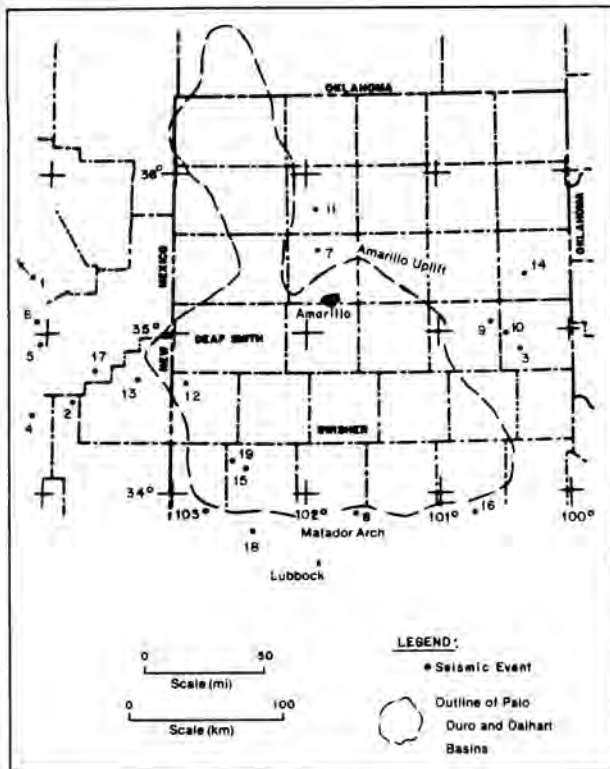 OKLAHOMA
36°
11
OKLAHOMA
7
Amarillo Uplift
14
1
MEXICO
6
35°
Amarillo
9
10
5
DEAF SMITH
3
17
NEW
13
12
2
4
SWISHER
19
15
34°
103°
102°
8
101°
16
100°
18
Matador Arch
Lubbock
LEGEND:
0 50
Seismic Event
Scale (mi)
Outline of Palo
0 100
Duro and Dalhart
Scale (km)
Basins